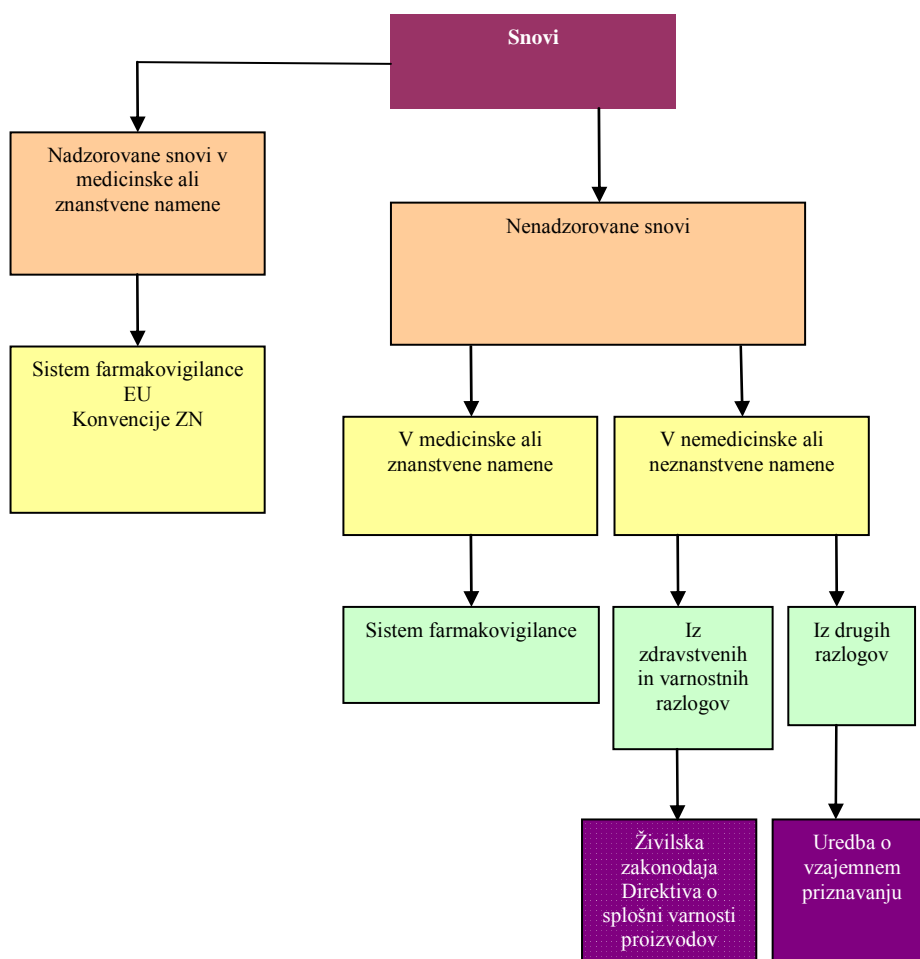 Snovi
Nadzorovane snovi v
medicinske ali
znanstvene namene
Nenadzorovane snovi
Sistem farmakovigilance
EU
Konvencije ZN
V medicinske ali
znanstvene namene
V nemedicinske ali
neznanstvene namene
Sistem farmakovigilance
Iz
zdravstvenih
in varnostnih
razlogov
Iz drugih
razlogov
Živilska
zakonodaja
Direktiva o
splošni varnosti
proizvodov
Uredba o
vzajemnem
priznavanju